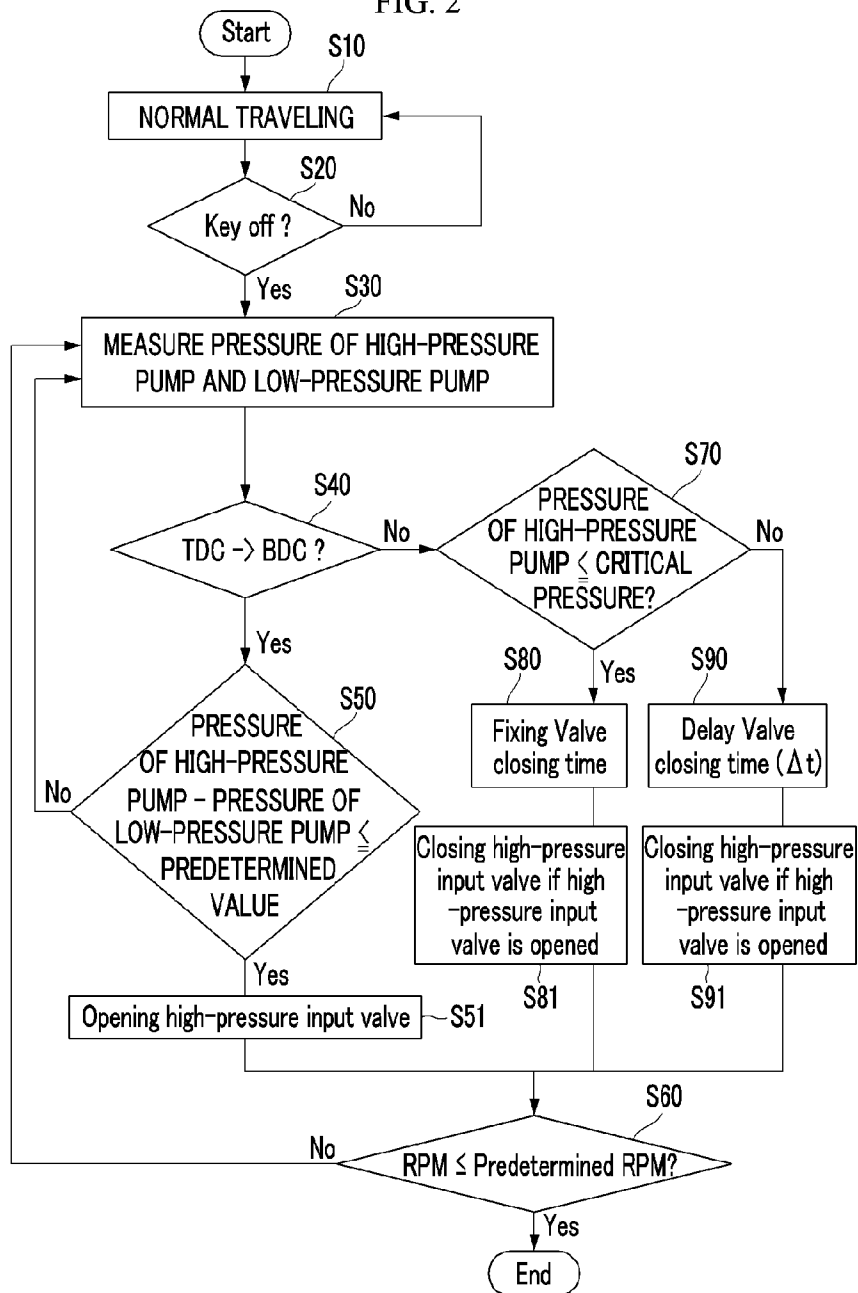 FIG. 2
Start
S10
NORMAL TRAVELING
S20
Key off ?
No
Yes
S30
MEASURE PRESSURE OF HIGH-PRESSURE
PUMP AND LOW-PRESSURE PUMP
S40
TDC -> BDC ?
No
Yes
S70
PRESSURE
OF HIGH-PRESSURE
PUMP ≦ CRITICAL
PRESSURE?
No
Yes
S50
PRESSURE
OF HIGH-PRESSURE
PUMP - PRESSURE OF
LOW-PRESSURE PUMP ≦
PREDETERMINED
VALUE
No
Yes
S80
Fixing Valve
closing time
S90
Delay Valve
closing time (Δt)
Closing high-pressure
input valve if high
-pressure input
valve is opened
S81
Closing high-pressure
input valve if high
-pressure input
valve is opened
S91
Opening high-pressure input valve
S51
S60
RPM ≤ Predetermined RPM?
No
Yes
End